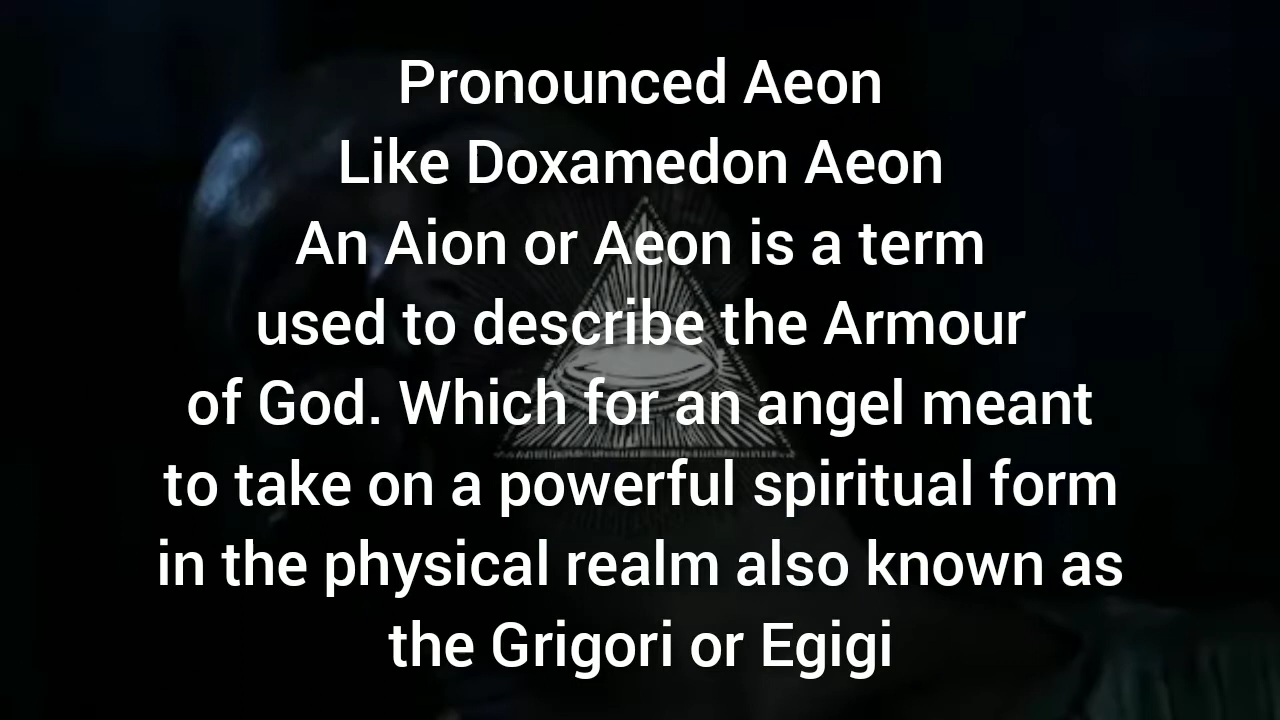 Pronounced Aeon
Like Doxamedon Aeon
An Aion or Aeon is a term
used to describe the Armour
of God. Which for an angel meant
to take on a powerful spiritual form
in the physical realm also known as
the Grigori or Egigi